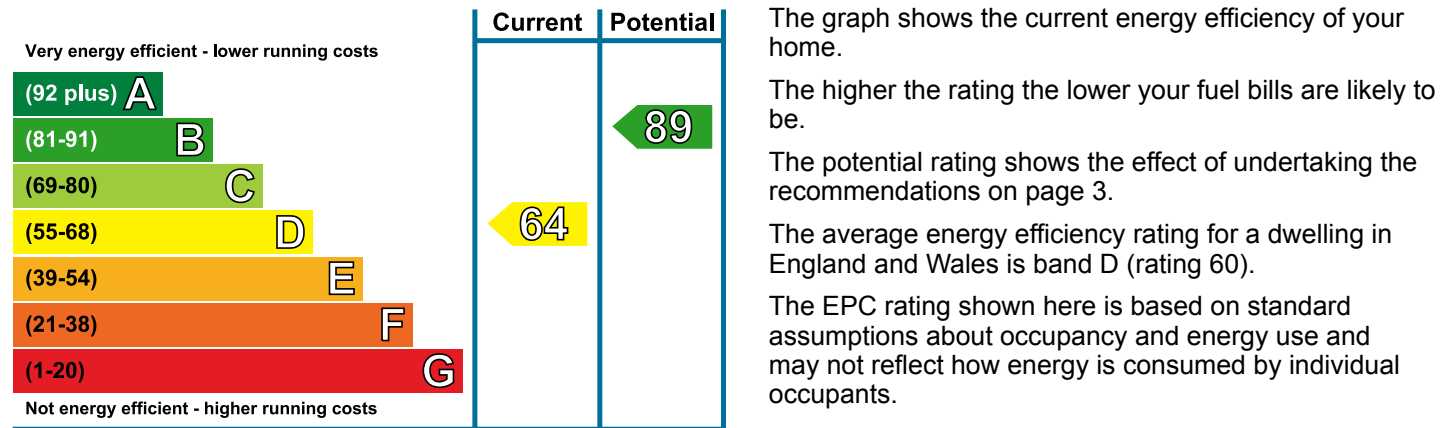 Current Potential
Very energy efficient - lower running costs
(92 plus) A
(81-91) B
89
(69-80) C
(55-68) D
64
(39-54) E
(21-38) F
(1-20) G
Not energy efficient - higher running costs
The graph shows the current energy efficiency of your
home.
The higher the rating the lower your fuel bills are likely to
be.
The potential rating shows the effect of undertaking the
recommendations on page 3.
The average energy efficiency rating for a dwelling in
England and Wales is band D (rating 60).
The EPC rating shown here is based on standard
assumptions about occupancy and energy use and
may not reflect how energy is consumed by individual
occupants.